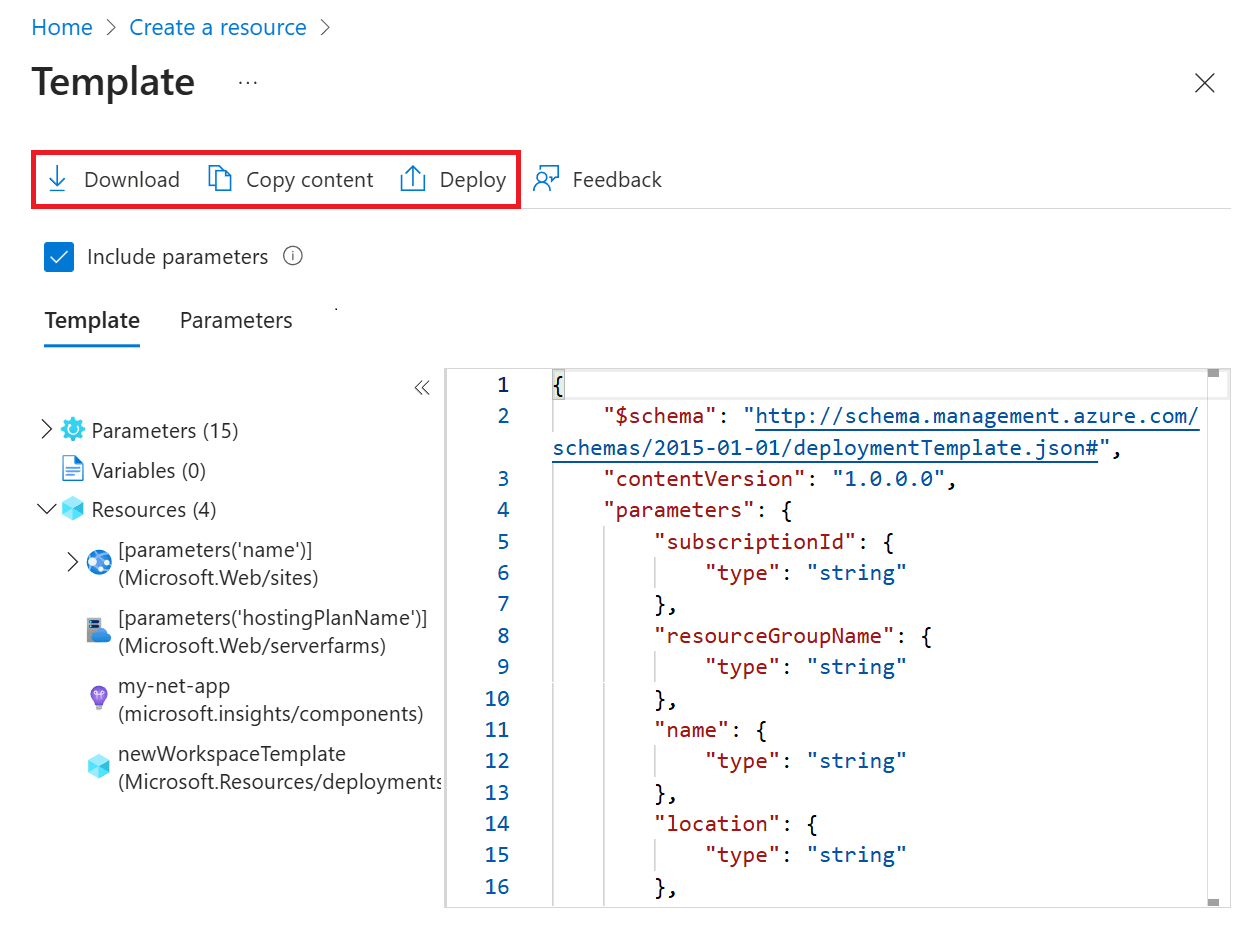 Home > Create a resource >
Template ...
Download Copy content Deploy Feedback
Include parameters
Template Parameters
Parameters (15)
Variables (0)
Resources (4)
[parameters('name')]
(Microsoft.Web/sites)
[parameters('hostingPlanName')]
(Microsoft.Web/serverfarms)
my-net-app
(microsoft.insights/components)
newWorkspaceTemplate
(Microsoft.Resources/deployments
1 {
2 "$schema": "http://schema.management.azure.com/
schemas/2015-01-01/deploymentTemplate.json#",
3 "contentVersion": "1.0.0.0",
4 "parameters": {
5 "subscriptionId": {
6 "type": "string"
7 },
8 "resourceGroupName": {
9 "type": "string"
10 },
11 "name": {
12 "type": "string"
13 },
14 "location": {
15 "type": "string"
16 },